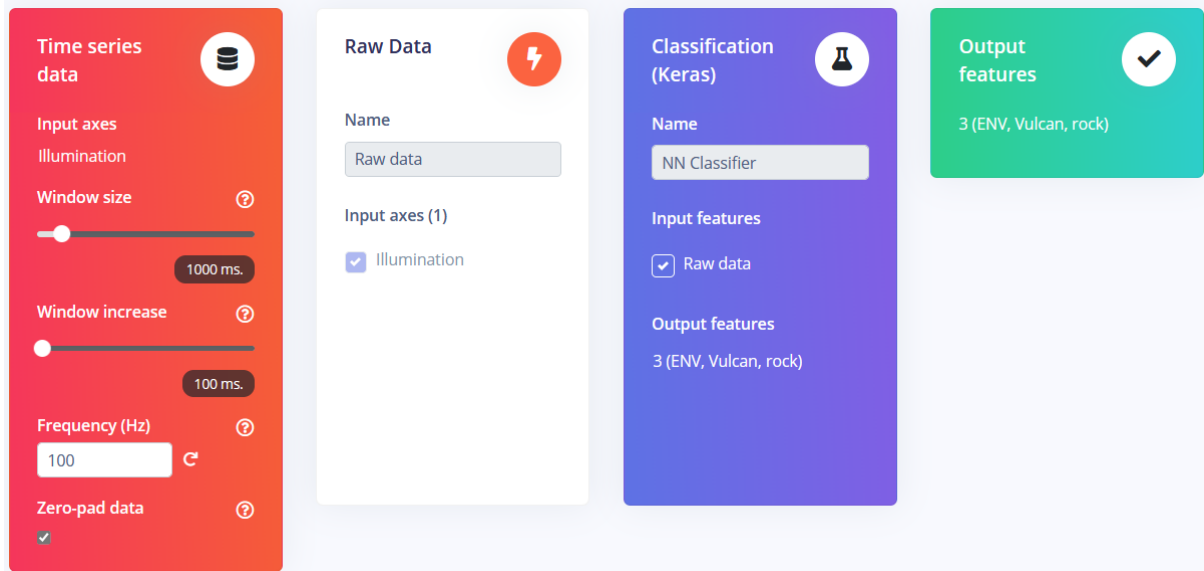 Time series
data
Input axes
Illumination
Window size
1000 ms.
Window increase
100 ms.
Frequency (Hz)
100
Zero-pad data
Raw Data
Name
Raw data
Input axes (1)
Illumination
Classification
(Keras)
Name
NN Classifier
Input features
Raw data
Output features
3 (ENV, Vulcan, rock)
Output
features
3 (ENV, Vulcan, rock)